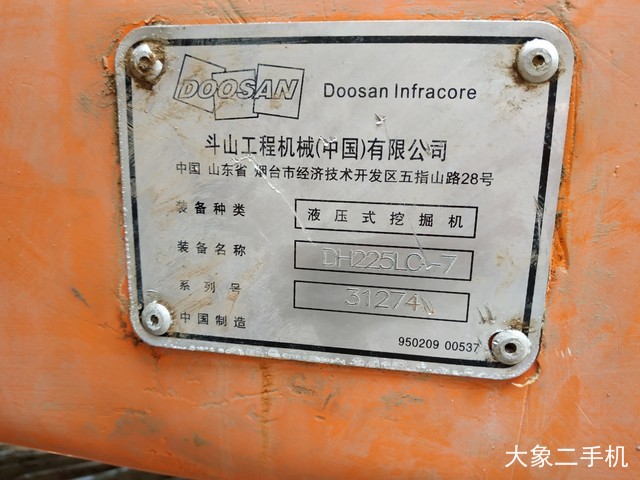 DOOSAN Doosan Infracore
斗山工程机械(中国)有限公司
中国 山东省 烟台市经济技术开发区五指山路28号
装备种类 液压式挖掘机
装备名称 DH225LC-7
系列号 31274
中国制造
950209 00537
大象二手机